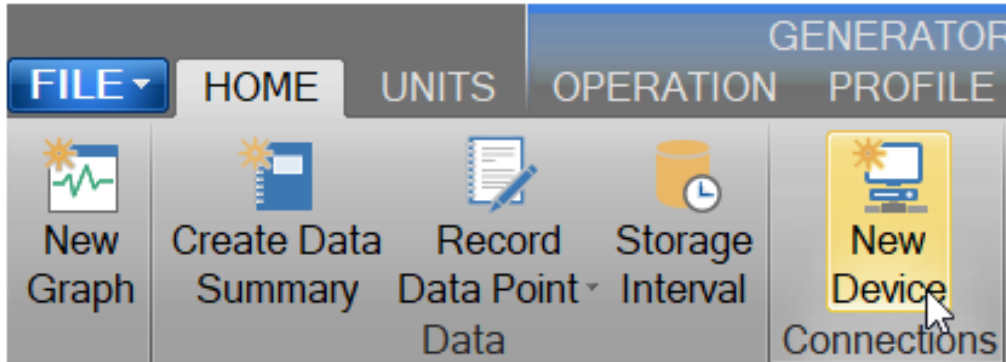 GENERATOR
FILE HOME UNITS OPERATION PROFILE
New Create Data Record Storage New
Graph Summary Data Point Interval Device
Data Connections